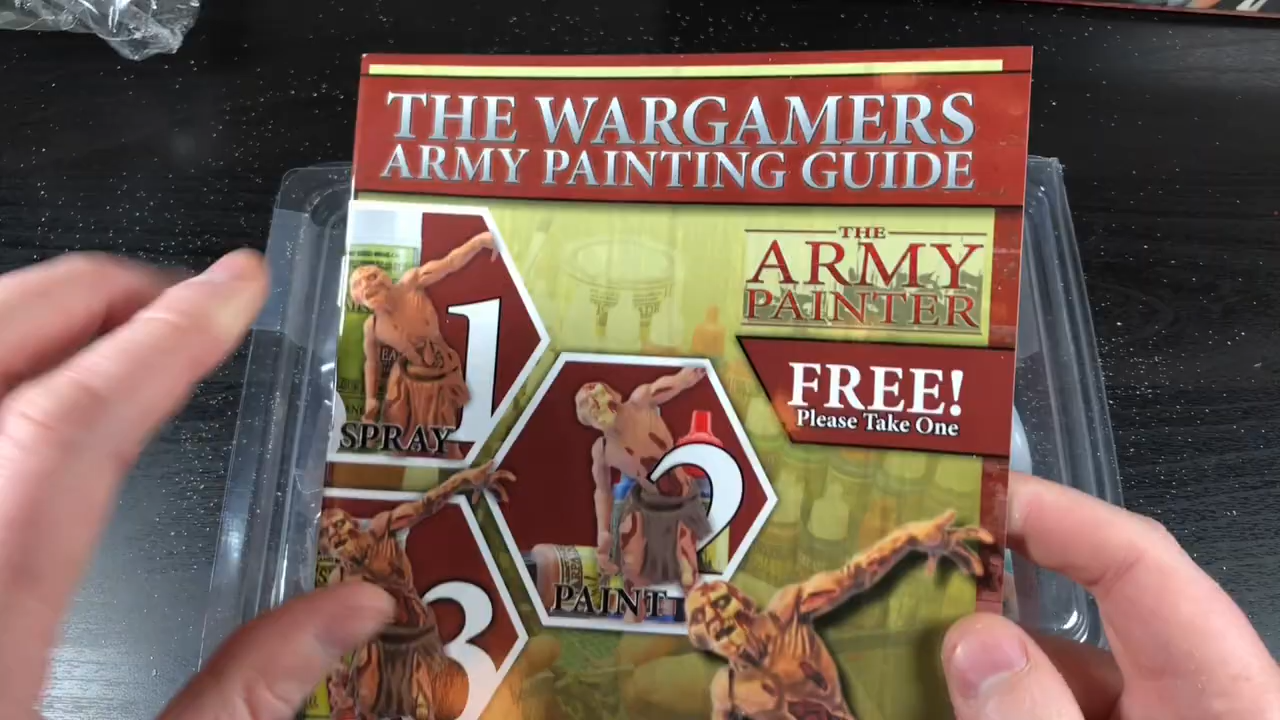 THE WARGAMERS
ARMY PAINTING GUIDE
THE
ARMY
PAINTER
FREE!
Please Take One
1
SPRAY
2
PAINT
3